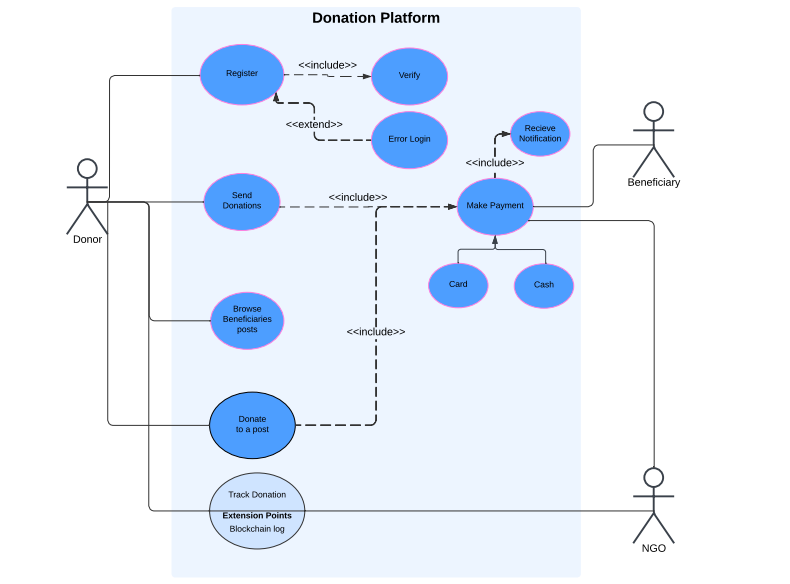 Donation Platform
Register
<<include>>
Verify
<<extend>>
Error Login
Recieve
Notification
<<include>>
Beneficiary
Donor
Send
Donations
<<include>>
Make Payment
Card
Cash
Browse
Beneficiaries
posts
<<include>>
Donate
to a post
Track Donation
Extension Points
Blockchain log
NGO